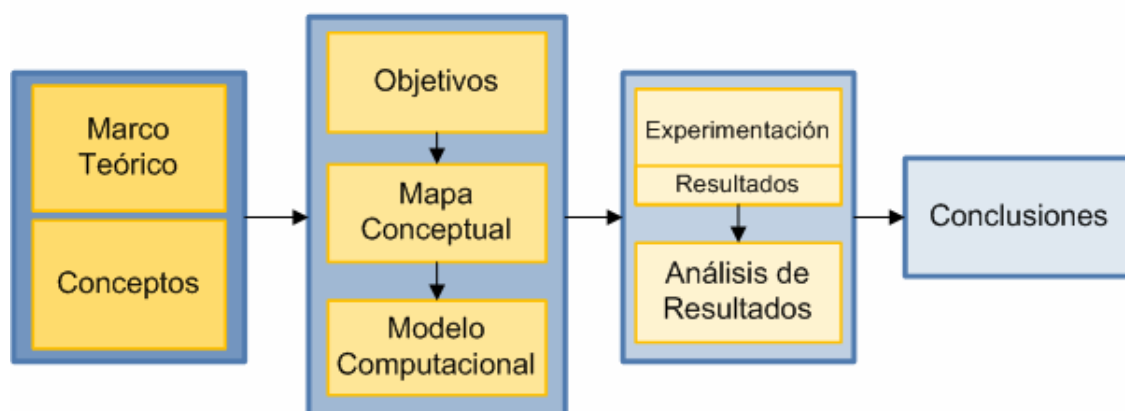 Marco
Teórico
Conceptos
Objetivos
Mapa
Conceptual
Modelo
Computacional
Experimentación
Resultados
Análisis de
Resultados
Conclusiones